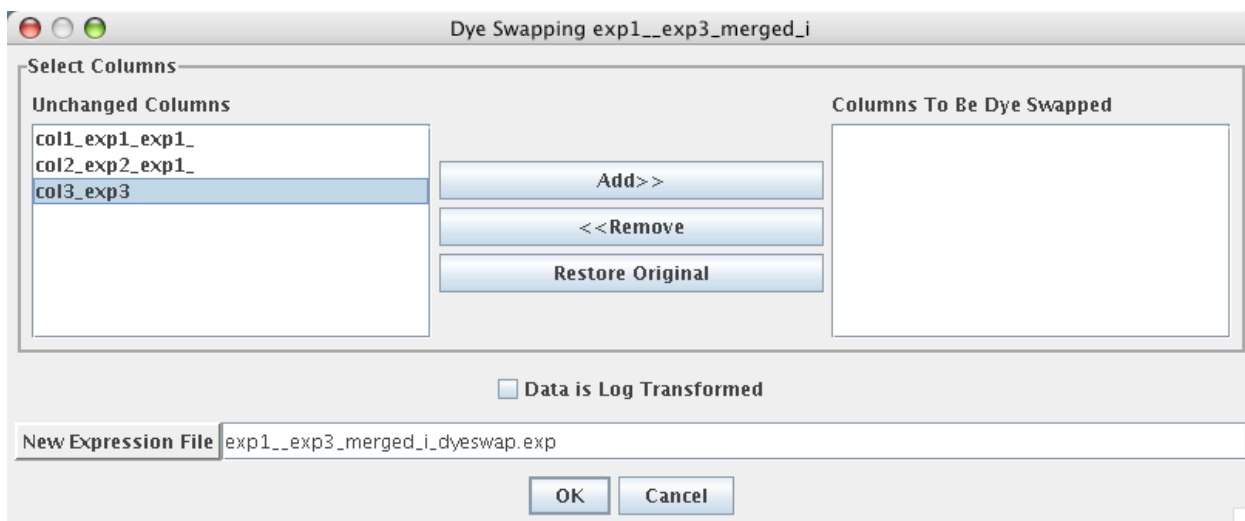 Dye Swapping exp1__exp3_merged_i
Select Columns
Unchanged Columns
Columns To Be Dye Swapped
col1_exp1_exp1_
col2_exp2_exp1_
col3_exp3
Add>>
<<Remove
Restore Original
Data is Log Transformed
New Expression File exp1__exp3_merged_i_dyeswap.exp
OK Cancel